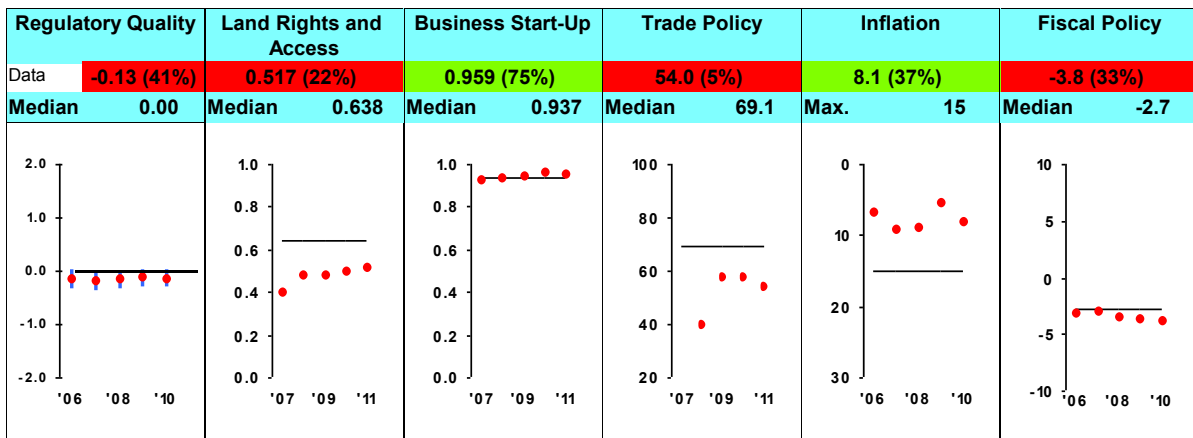 Regulatory Quality
Data -0.13 (41%)
Median 0.00
2.0
1.0
0.0
-1.0
-2.0
'06 '08 '10
Land Rights and
Access
0.517 (22%)
Median 0.638
1.0
0.8
0.6
0.4
0.2
0.0
'07 '09 '11
Business Start-Up
0.959 (75%)
Median 0.937
1.0
0.8
0.6
0.4
0.2
0.0
'07 '09 '11
Trade Policy
54.0 (5%)
Median 69.1
100
80
60
40
20
'07 '09 '11
Inflation
8.1 (37%)
Max. 15
0
10
20
30
'06 '08 '10
Fiscal Policy
-3.8 (33%)
Median -2.7
10
5
0
-5
-10
'06 '08 '10